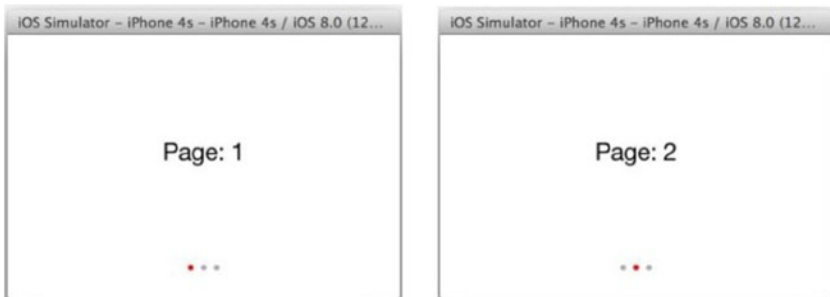 iOS Simulator – iPhone 4s – iPhone 4s / iOS 8.0 (12...
Page: 1
iOS Simulator – iPhone 4s – iPhone 4s / iOS 8.0 (12...
Page: 2